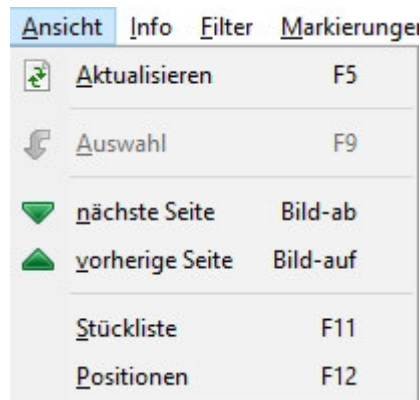 Ansicht Info Filter Markierunge
Aktualisieren F5
Auswahl F9
nächste Seite Bild-ab
vorherige Seite Bild-auf
Stückliste F11
Positionen F12